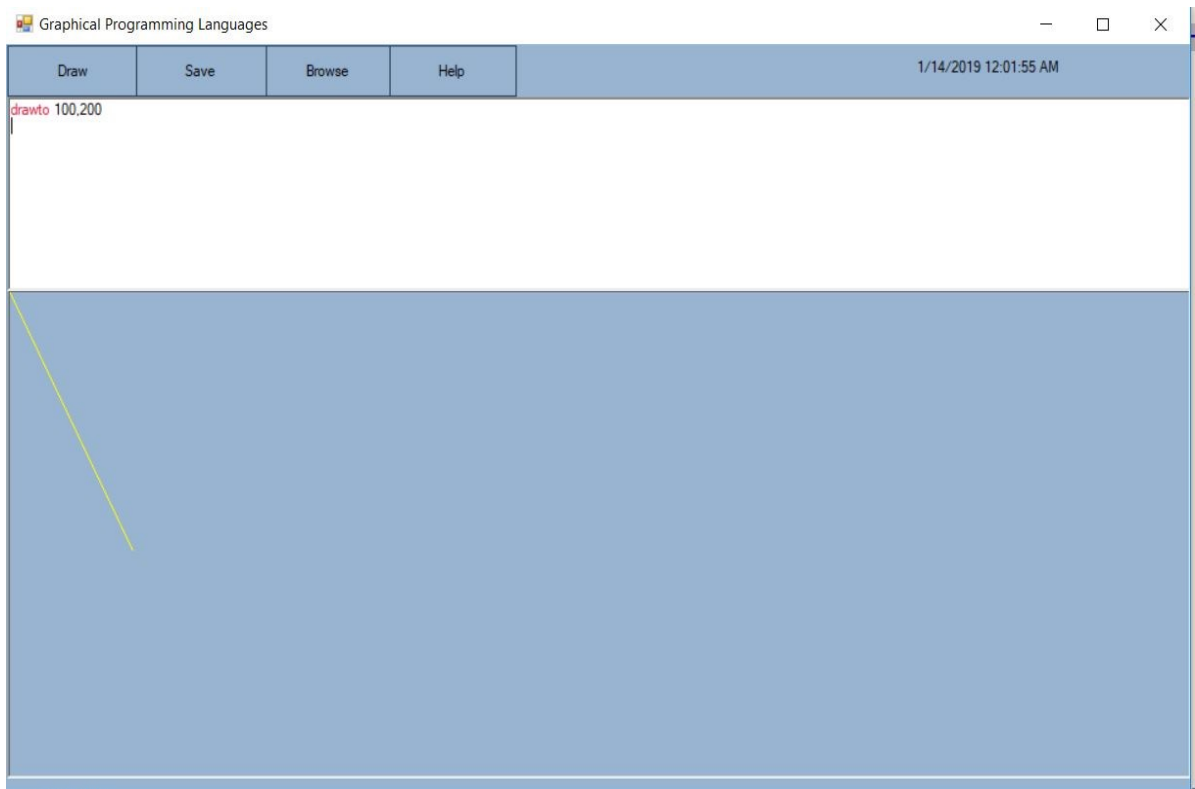 Graphical Programming Languages
Draw Save Browse Help 1/14/2019 12:01:55 AM
drawto 100,200